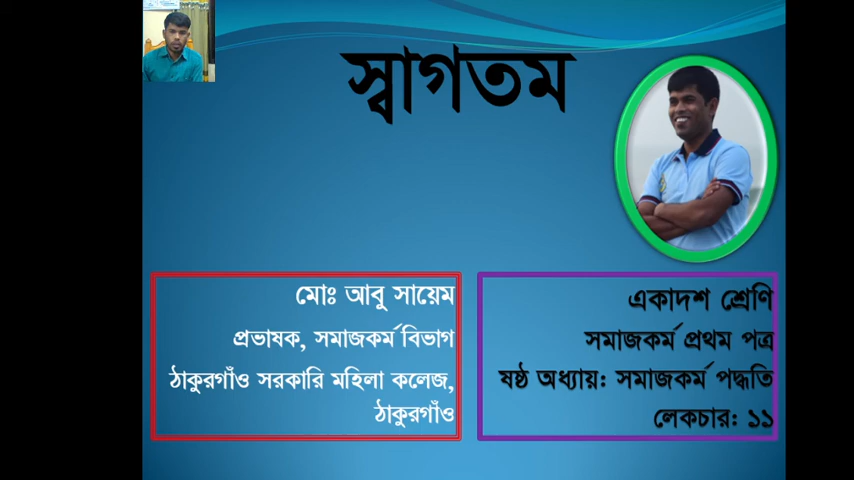 স্বাগতম
মোঃ আবু সায়েম
প্রভাষক, সমাজকর্ম বিভাগ
ঠাকুরগাঁও সরকারি মহিলা কলেজ,
ঠাকুরগাঁও
একাদশ শ্রেণি
সমাজকর্ম প্রথম পত্র
ষষ্ঠ অধ্যায়: সমাজকর্ম পদ্ধতি
লেকচার: ১১